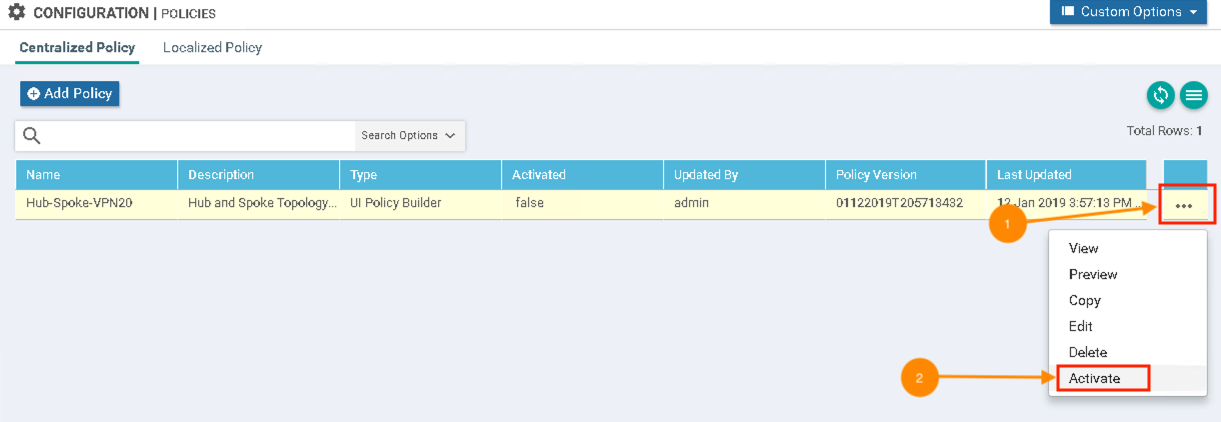 CONFIGURATION | POLICIES
Custom Options
Centralized Policy Localized Policy
Add Policy
Search Options
Total Rows: 1
Name Description Type Activated Updated By Policy Version Last Updated
Hub-Spoke-VPN20 Hub and Spoke Topology... UI Policy Builder false admin 01122019T205713432 12 Jan 2019 3:57:13 PM ...
1
View
Preview
Copy
Edit
Delete
2
Activate